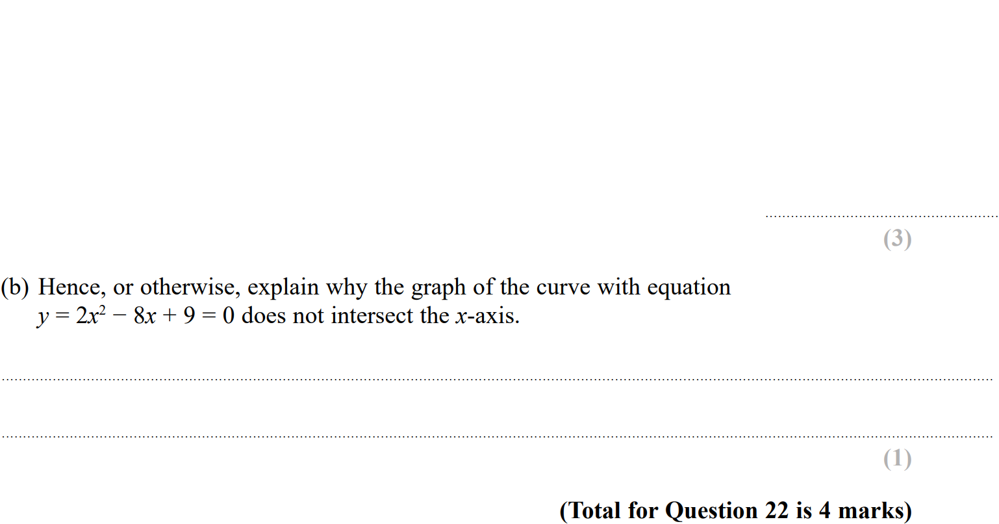 (3)
(b) Hence, or otherwise, explain why the graph of the curve with equation
y = 2x² − 8x + 9 = 0 does not intersect the x-axis.
(1)
(Total for Question 22 is 4 marks)